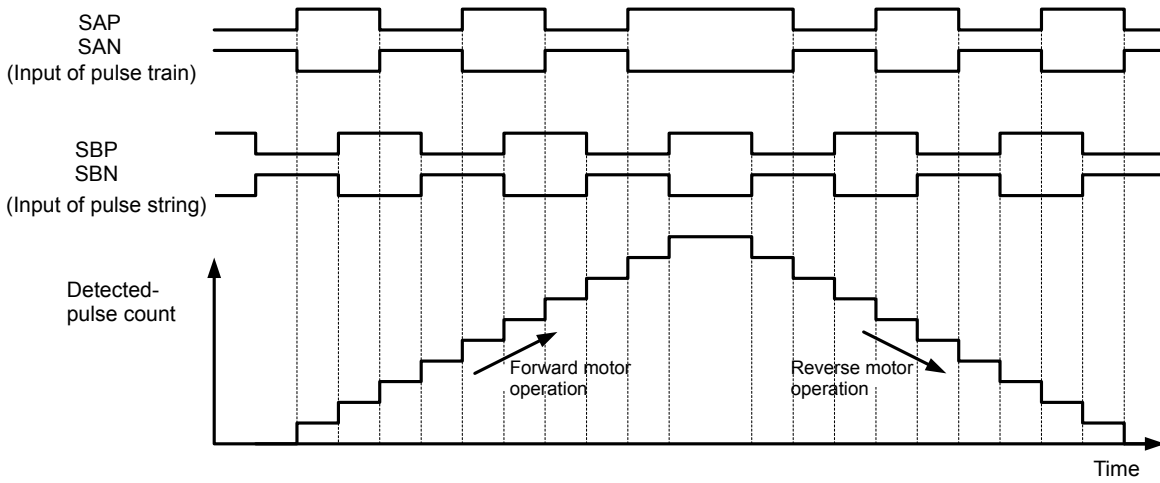 SAP
SAN
(Input of pulse train)
SBP
SBN
(Input of pulse string)
Detected-
pulse count
Forward motor
operation
Reverse motor
operation
Time